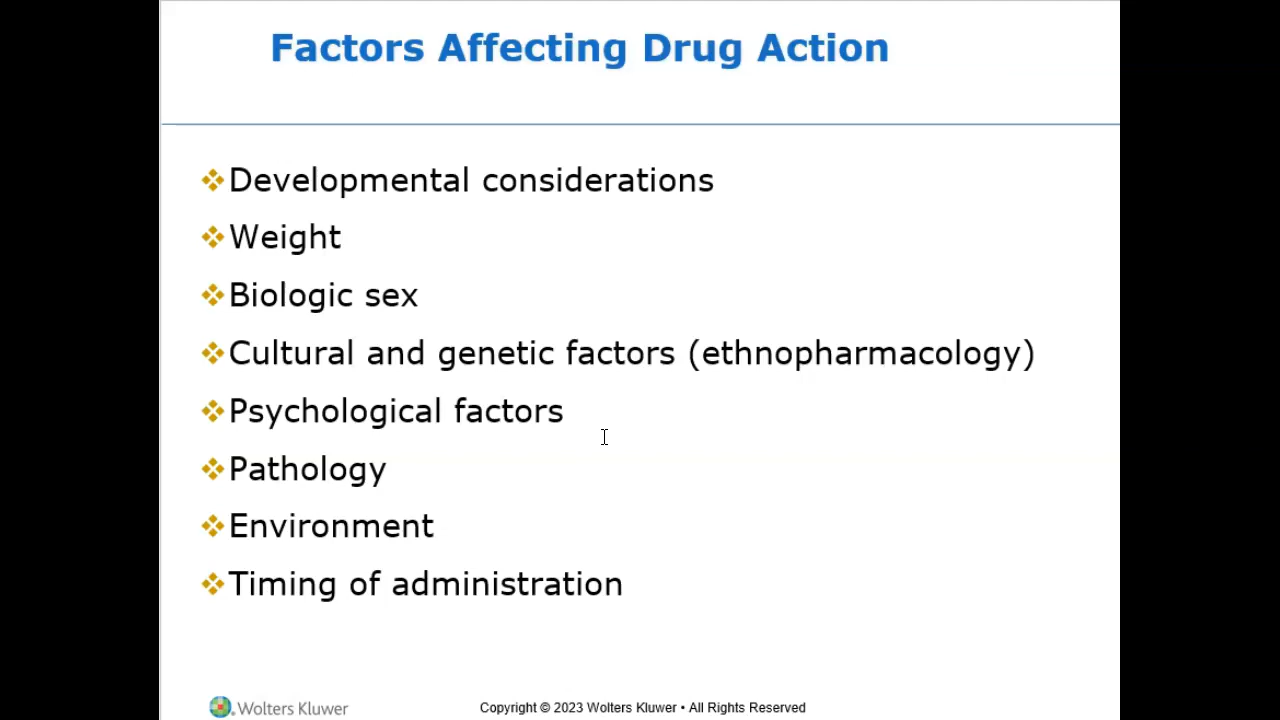 Factors Affecting Drug Action
❖Developmental considerations
❖Weight
❖Biologic sex
❖Cultural and genetic factors (ethnopharmacology)
❖Psychological factors
❖Pathology
❖Environment
❖Timing of administration
Wolters Kluwer
Copyright © 2023 Wolters Kluwer • All Rights Reserved